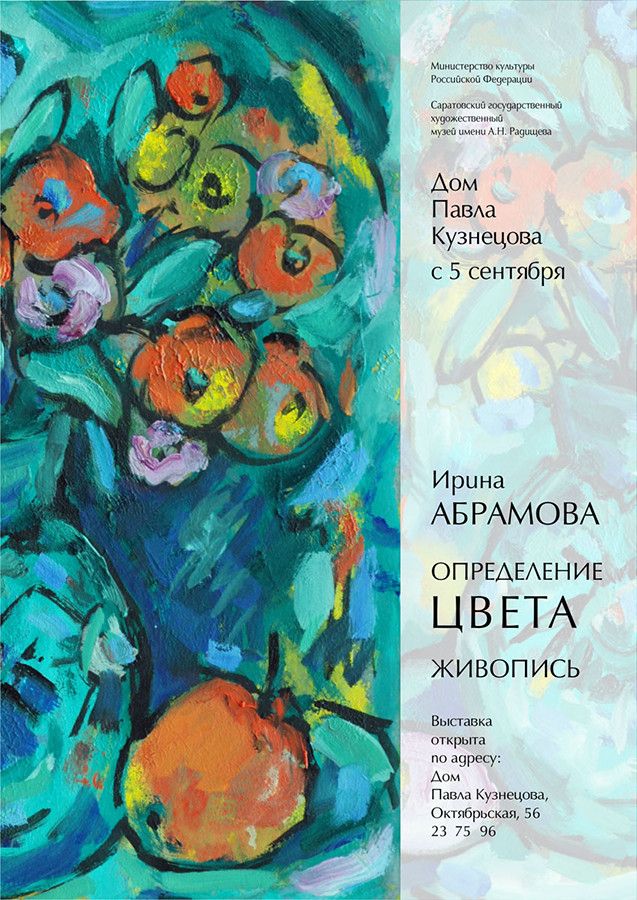 Министерство культуры
Российской Федерации
Саратовский государственный
художественный
музей имени А.Н. Радищева
Дом
Павла
Кузнецова
с 5 сентября
Ирина
АБРАМОВА
ОПРЕДЕЛЕНИЕ
ЦВЕТА
ЖИВОПИСЬ
Выставка
открыта
по адресу:
Дом
Павла Кузнецова,
Октябрьская, 56
23 75 96